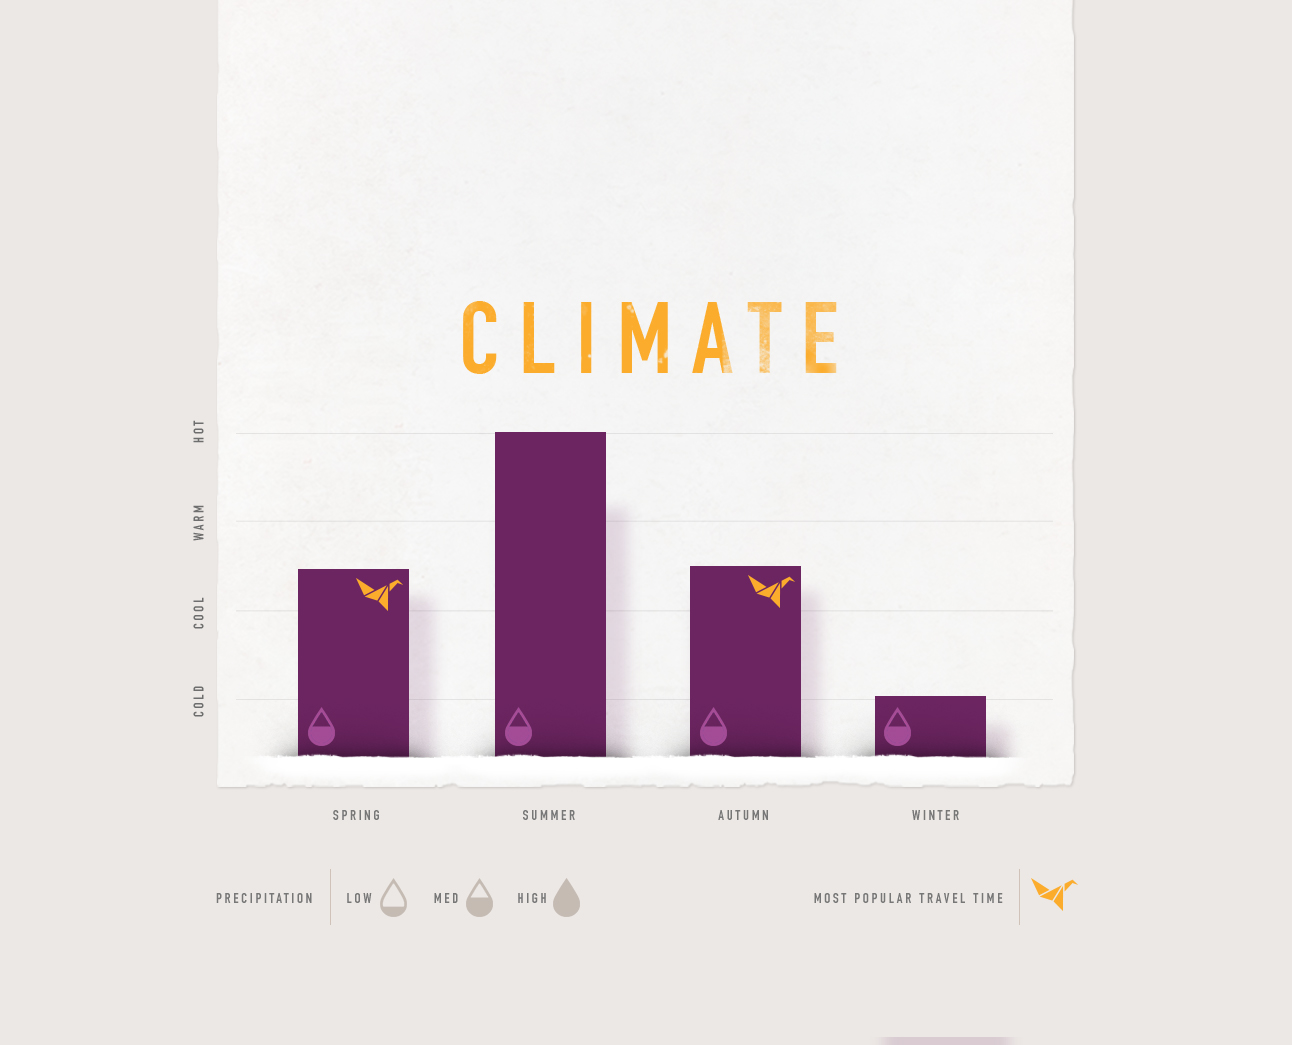 CLIMATE
HOT
WARM
COOL
COLD
SPRING SUMMER AUTUMN WINTER
PRECIPITATION LOW MED HIGH MOST POPULAR TRAVEL TIME